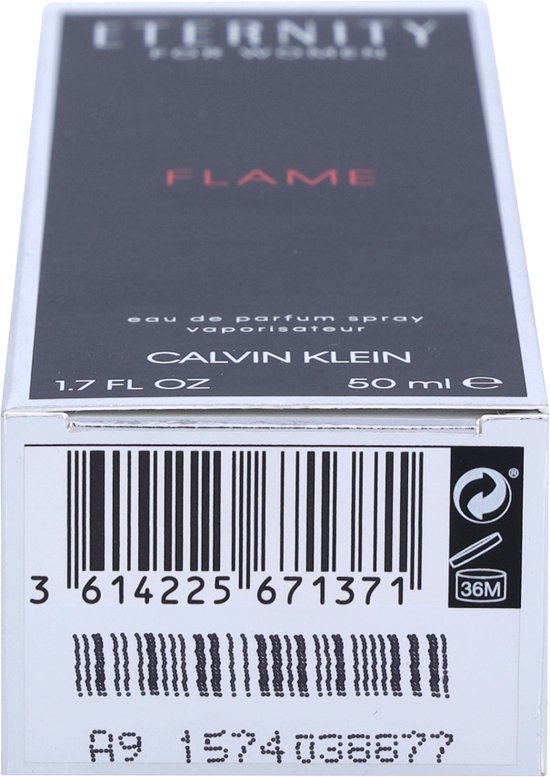 ETERNITY
FOR WOMEN
FLAME
eau de parfum spray
vaporisateur
CALVIN KLEIN
1.7 FL OZ 50 ml ℮
®
36M
3 614225 671371
A9 1574038877